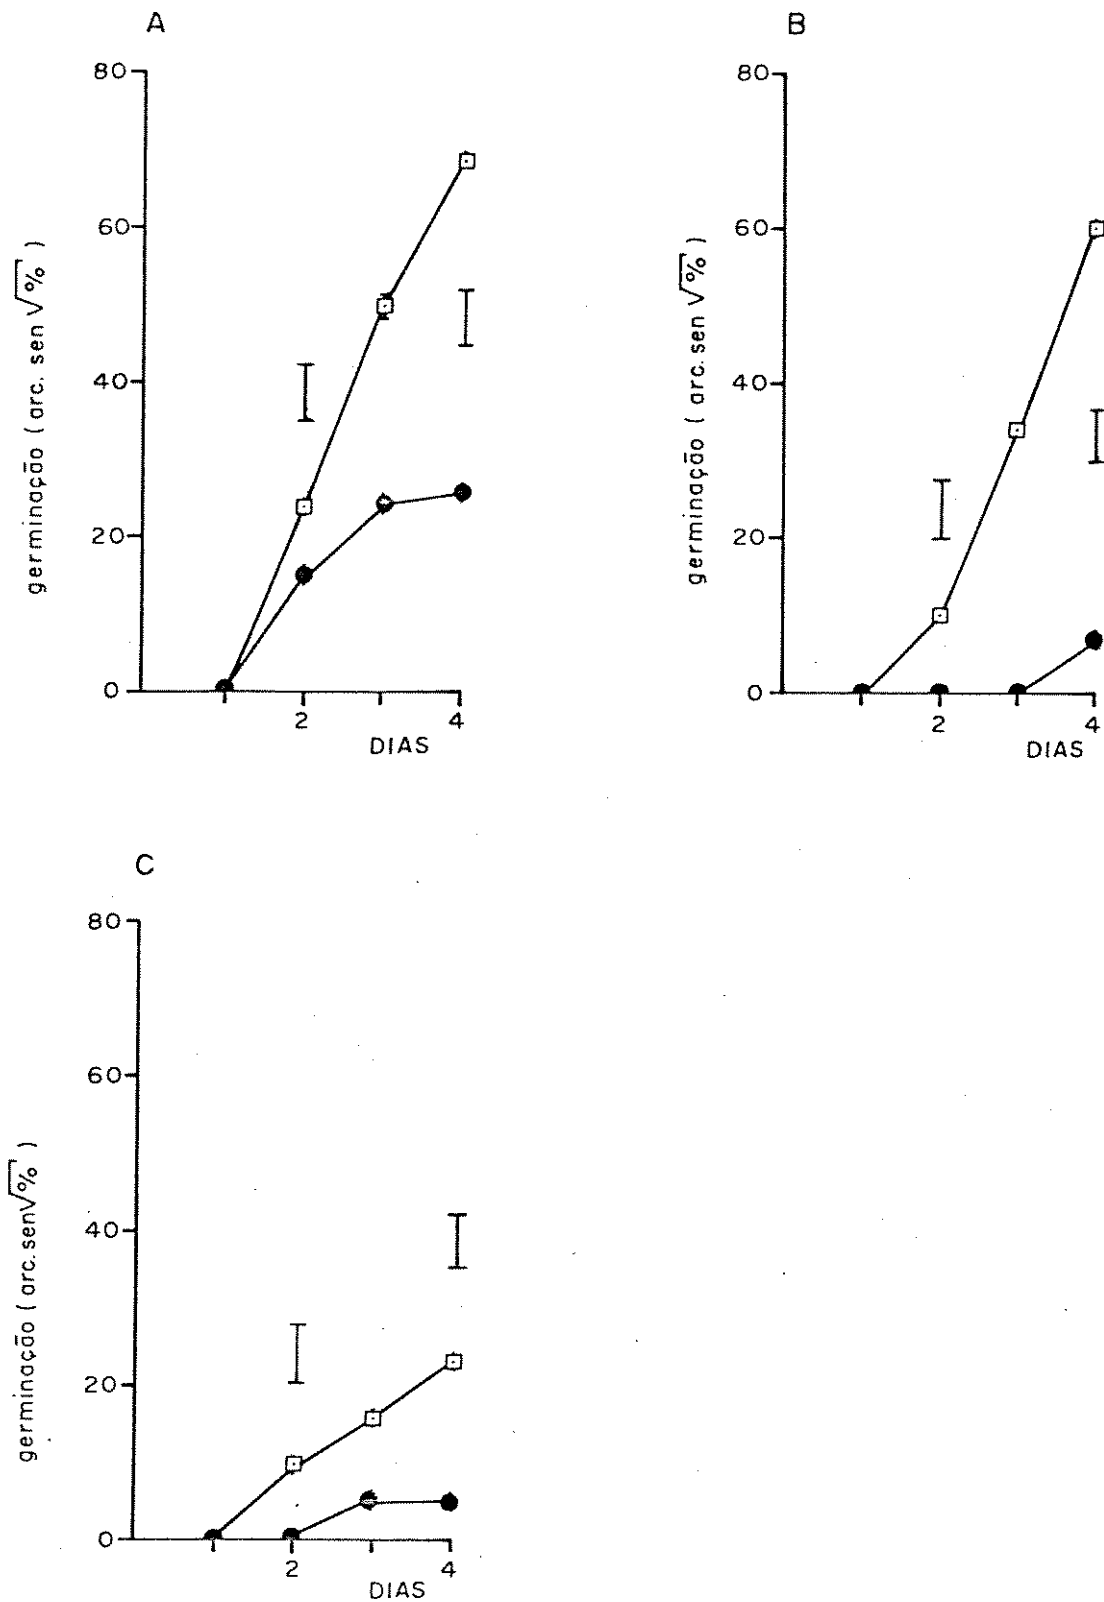 A
80
60
40
20
0
2
4
DIAS
germinação ( arc. sen √% )
B
80
60
40
20
0
2
4
DIAS
germinação ( arc. sen √% )
C
80
60
40
20
0
2
4
DIAS
germinação ( arc. sen √% )